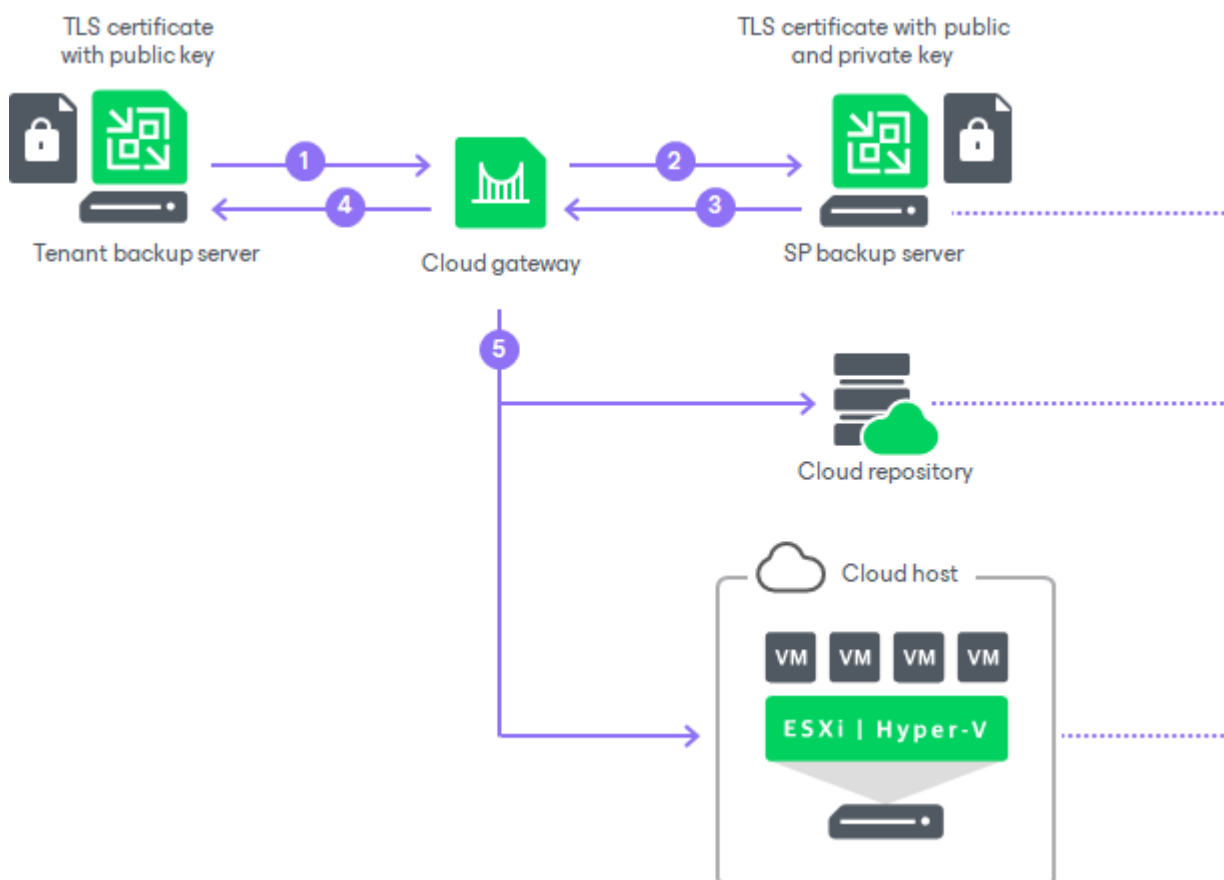 TLS certificate
with public key
TLS certificate with public
and private key
1
2
4
3
Tenant backup server
Cloud gateway
SP backup server
5
Cloud repository
Cloud host
VM VM VM VM
ESXi | Hyper-V